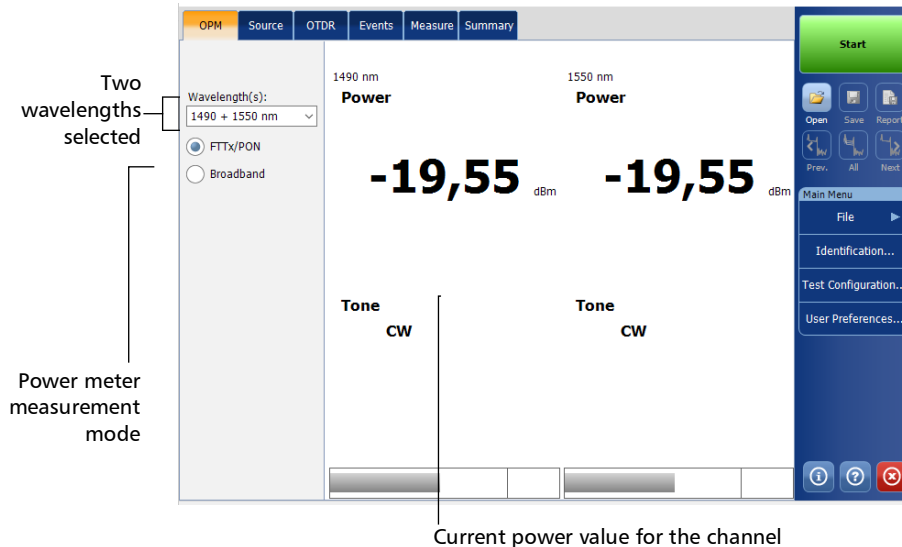 OPM
Source
OTDR
Events
Measure
Summary
Start
Two
wavelengths
selected
Wavelength(s):
1490 + 1550 nm
FTTx/PON
Broadband
1490 nm
Power
-19,55 dBm
Tone
CW
1550 nm
Power
-19,55 dBm
Tone
CW
Open
Save
Report
Prev.
All
Next
Main Menu
File
Identification...
Test Configuration..
User Preferences...
Power meter
measurement
mode
Current power value for the channel